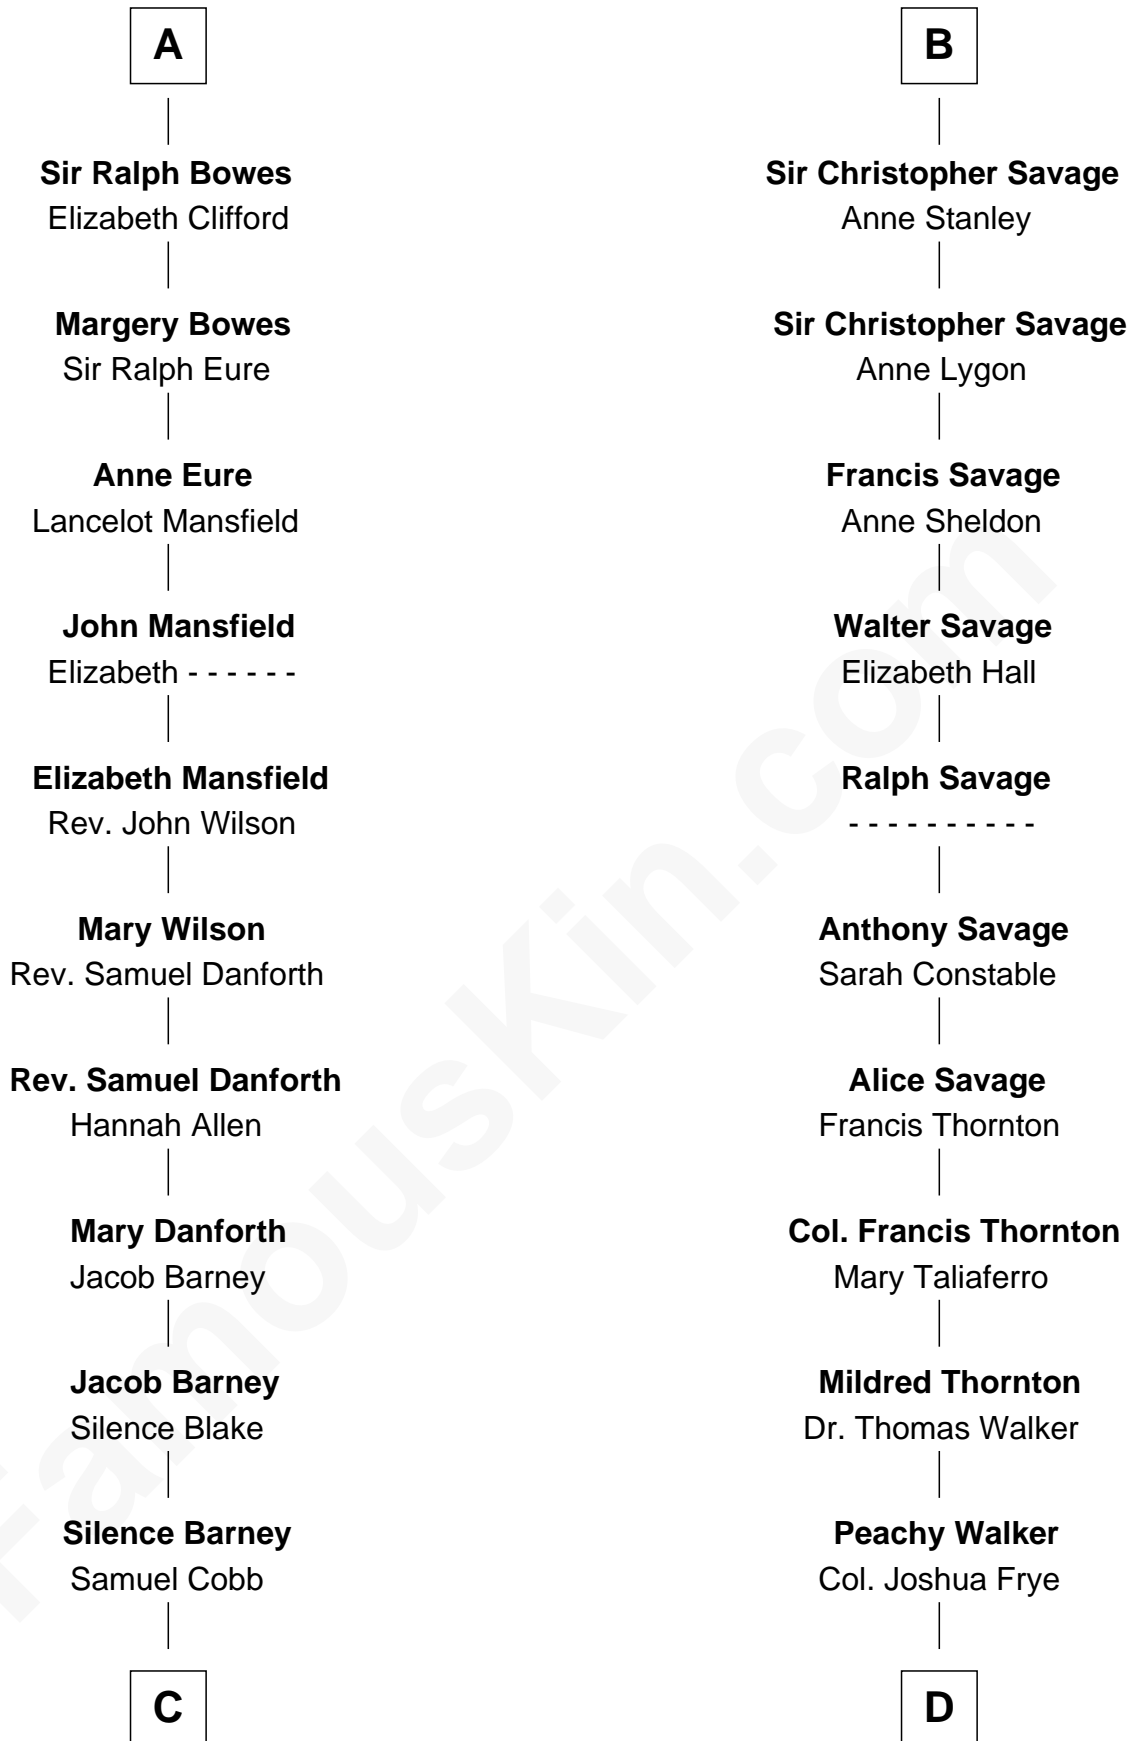 A
Sir Ralph Bowes
Elizabeth Clifford
Margery Bowes
Sir Ralph Eure
Anne Eure
Lancelot Mansfield
John Mansfield
Elizabeth - - - - - -
Elizabeth Mansfield
Rev. John Wilson
Mary Wilson
Rev. Samuel Danforth
Rev. Samuel Danforth
Hannah Allen
Mary Danforth
Jacob Barney
Jacob Barney
Silence Blake
Silence Barney
Samuel Cobb
C
B
Sir Christopher Savage
Anne Stanley
Sir Christopher Savage
Anne Lygon
Francis Savage
Anne Sheldon
Walter Savage
Elizabeth Hall
Ralph Savage
- - - - - - - - - -
Anthony Savage
Sarah Constable
Alice Savage
Francis Thornton
Col. Francis Thornton
Mary Taliaferro
Mildred Thornton
Dr. Thomas Walker
Peachy Walker
Col. Joshua Frye
D
FamousKin.com